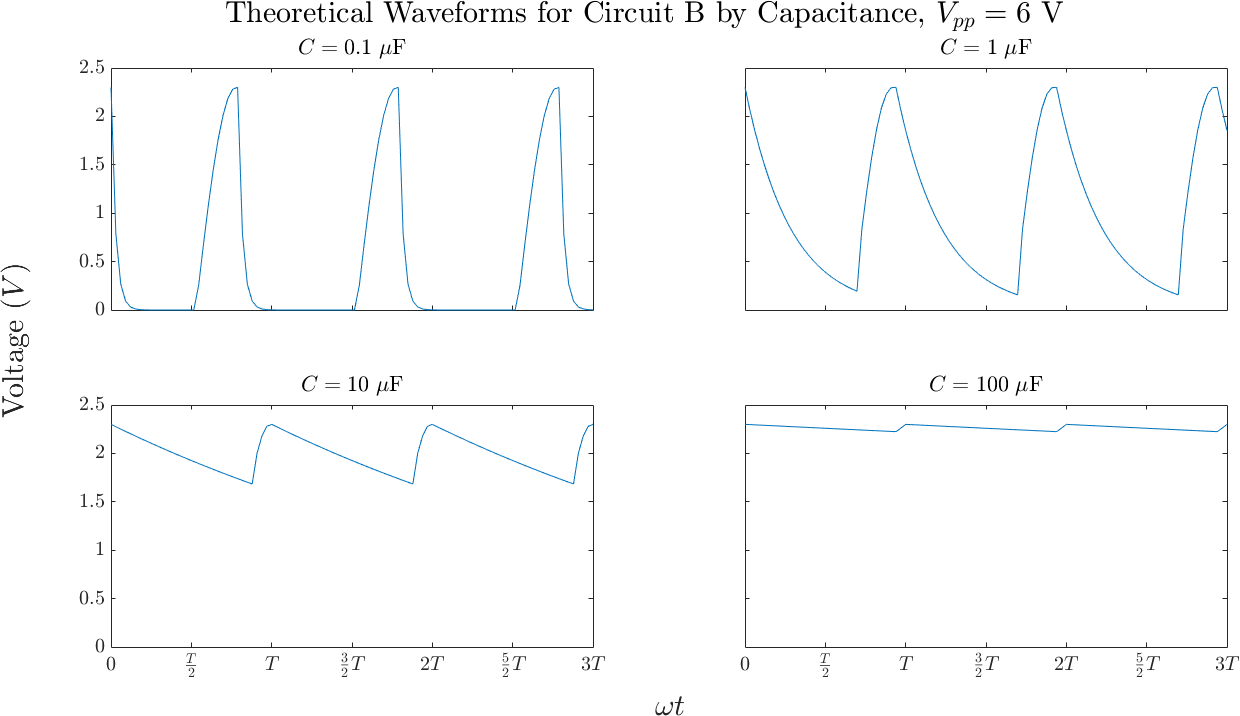 Theoretical Waveforms for Circuit B by Capacitance, $V_{pp} = 6$ V
C = 0.1 μF
C = 1 μF
2.5
2
1.5
1
0.5
0
Voltage (V)
C = 10 μF
C = 100 μF
2.5
2
1.5
1
0.5
0
0 T/2 T 3/2 T 2T 5/2 T 3T
0 T/2 T 3/2 T 2T 5/2 T 3T
ωt